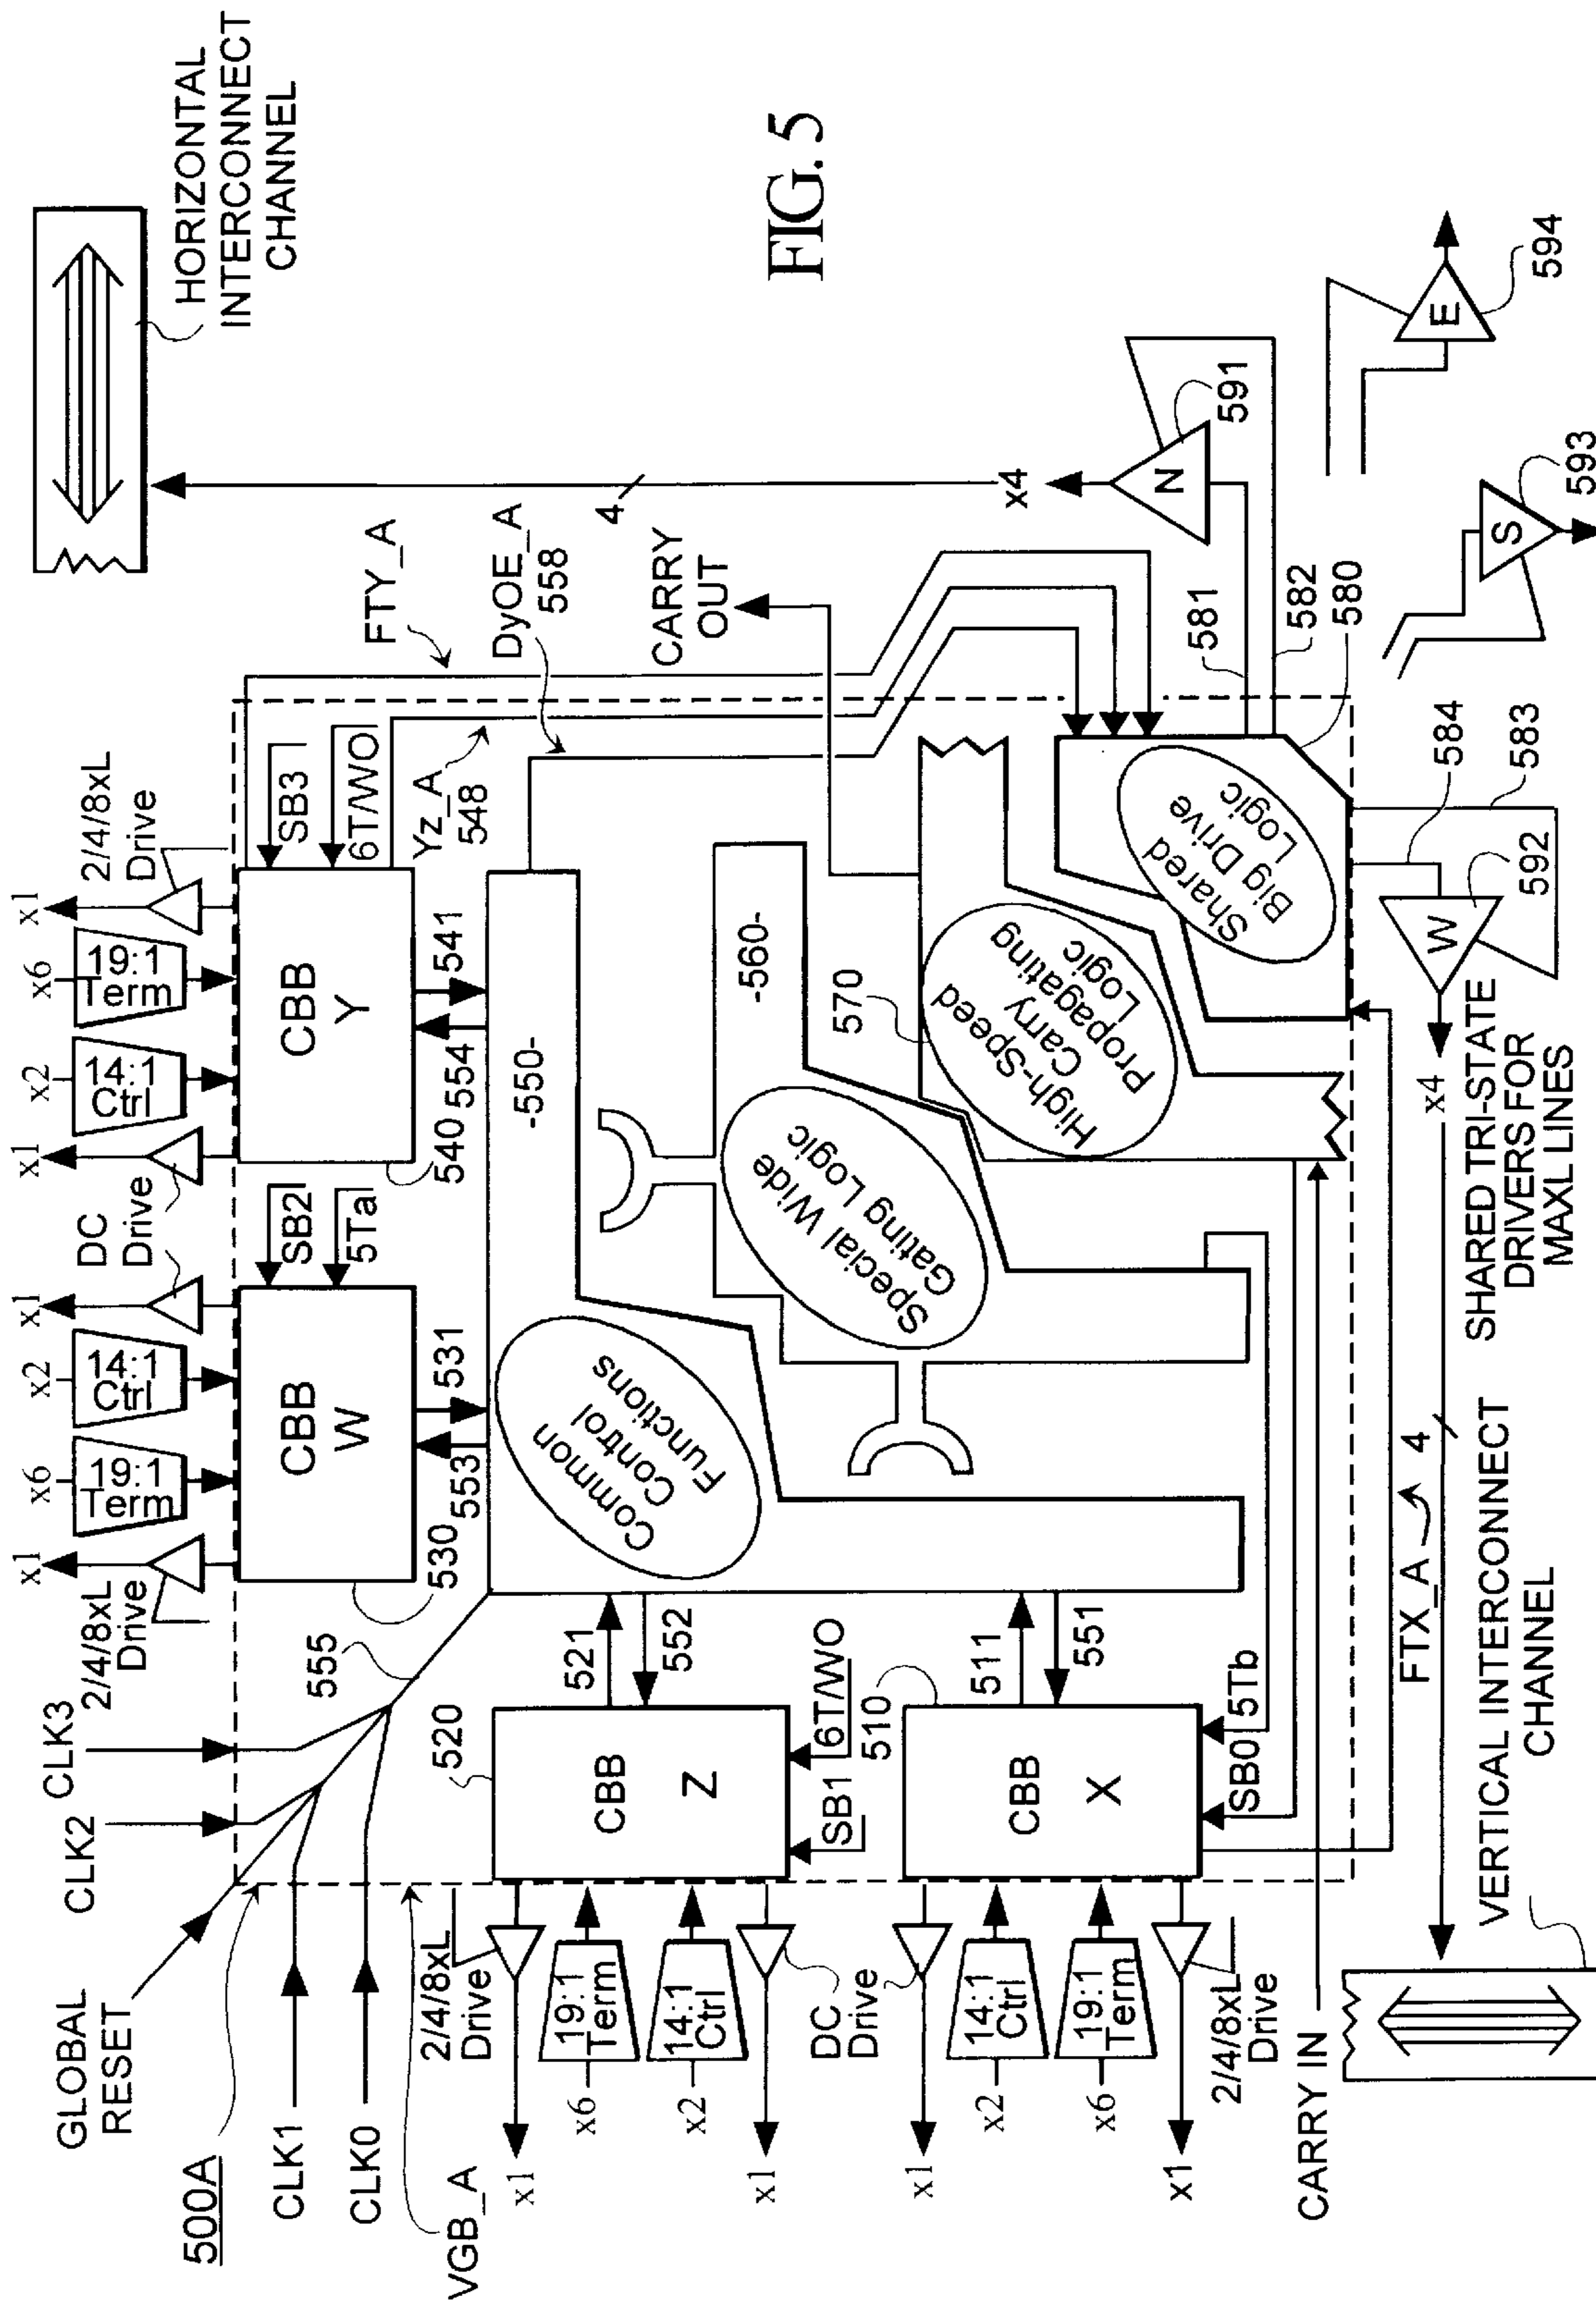 FIG. 5
500A
GLOBAL
RESET
CLK1
CLK0
CLK2
CLK3
VGB_A
555
x1
2/4/8xL
Drive
x6
19:1
Term
x2
14:1
Ctrl
x1
DC
Drive
x1
x2
14:1
Ctrl
x6
19:1
Term
x1
2/4/8xL
Drive
HORIZONTAL
INTERCONNECT
CHANNEL
CBB
W
530
SB2
5Ta
553
531
CBB
Y
540
SB3
6T/WO
554
541
FTY_A
Yz_A
548
DyOE_A
558
2/4/8xL
Drive
x1
x6
19:1
Term
x2
14:1
Ctrl
x1
DC
Drive
x1
x2
14:1
Ctrl
x6
19:1
Term
x1
2/4/8xL
Drive
520
CBB
Z
521
552
SB1
6T/WO
510
CBB
X
511
551
SB0
5Tb
-550-
Common
Control
Functions
-560-
Special Wide
Gating Logic
570
High-Speed
Carry
Propagating
Logic
Shared
Big Drive
Logic
580
CARRY
OUT
CARRY IN
4
x4
N
591
581
582
584
583
W
592
x4
S
593
E
594
SHARED TRI-STATE
DRIVERS FOR
MAXL LINES
FTX_A
4
VERTICAL INTERCONNECT
CHANNEL